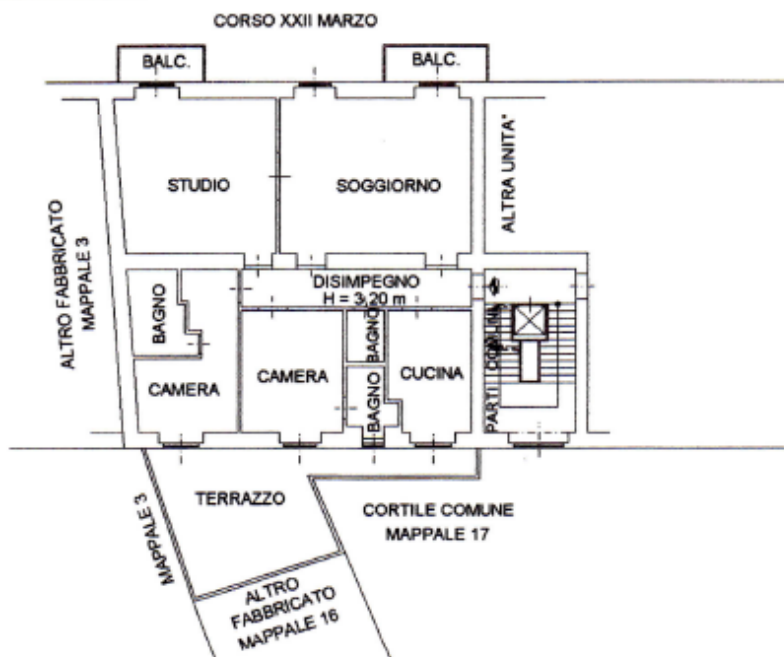 CORSO XXII MARZO
BALC.
BALC.
STUDIO
SOGGIORNO
ALTRA UNITA'
ALTRO FABBRICATO
MAPPALE 3
DISIMPEGNO
H = 3,20 m
BAGNO
BAGNO
PARTI COMUNI
CAMERA
CAMERA
BAGNO
CUCINA
TERRAZZO
MAPPALE 3
CORTILE COMUNE
MAPPALE 17
ALTRO
FABBRICATO
MAPPALE 16